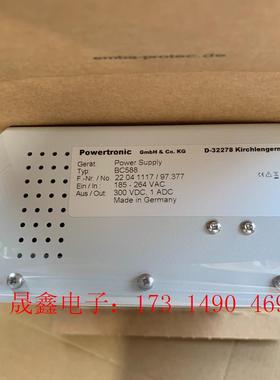 embs-protec.de
Powertronic GmbH & Co. KG D-32278 Kirchlengern
Gerät: Power Supply
Typ: BC588
F.-Nr. / No. 22 04 1117 / 97.377
Ein / In : 185 - 264 VAC
Aus / Out: 300 VDC, 1 ADC
Made in Germany
晟鑫电子：173 1490 469